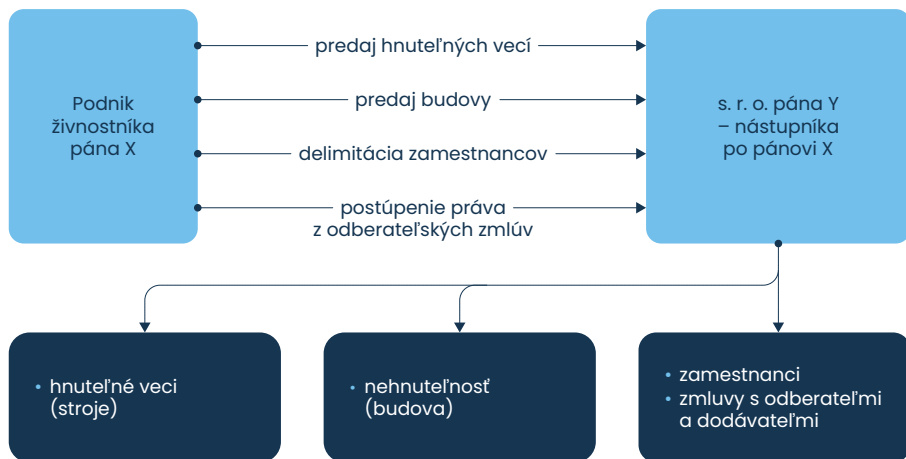 Podnik
živnostníka
pána X
predaj hnuteľných vecí
predaj budovy
delimitácia zamestnancov
postúpenie práva
z odberateľských zmlúv
s. r. o. pána Y
– nástupníka
po pánovi X
• hnuteľné veci
(stroje)
• nehnuteľnosť
(budova)
• zamestnanci
• zmluvy s odberateľmi
a dodávateľmi